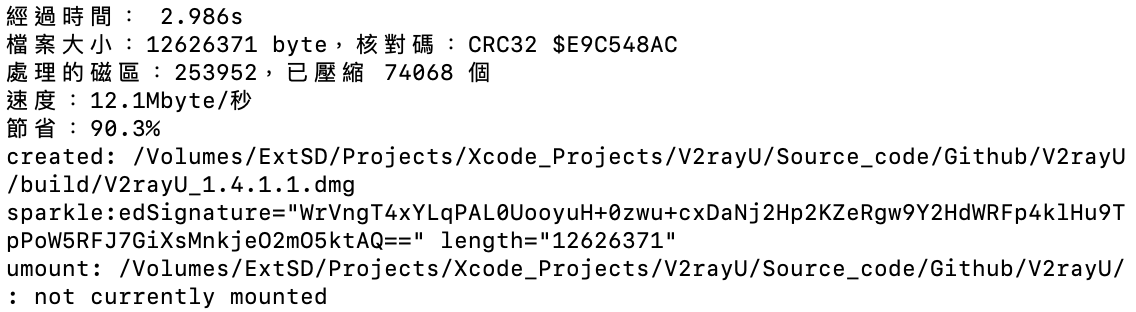 經過時間： 2.986s
檔案大小：12626371 byte，核對碼：CRC32 $E9C548AC
處理的磁區：253952，已壓縮 74068 個
速度：12.1Mbyte/秒
節省：90.3%
created: /Volumes/ExtSD/Projects/Xcode_Projects/V2rayU/Source_code/Github/V2rayU
/build/V2rayU_1.4.1.1.dmg
sparkle:edSignature="WrVngT4xYLqPAL0UooyuH+0zwu+cxDaNj2Hp2KZeRgw9Y2HdWRFp4klHu9T
pPoW5RFJ7GiXsMnkjeO2mO5ktAQ==" length="12626371"
umount: /Volumes/ExtSD/Projects/Xcode_Projects/V2rayU/Source_code/Github/V2rayU/
: not currently mounted